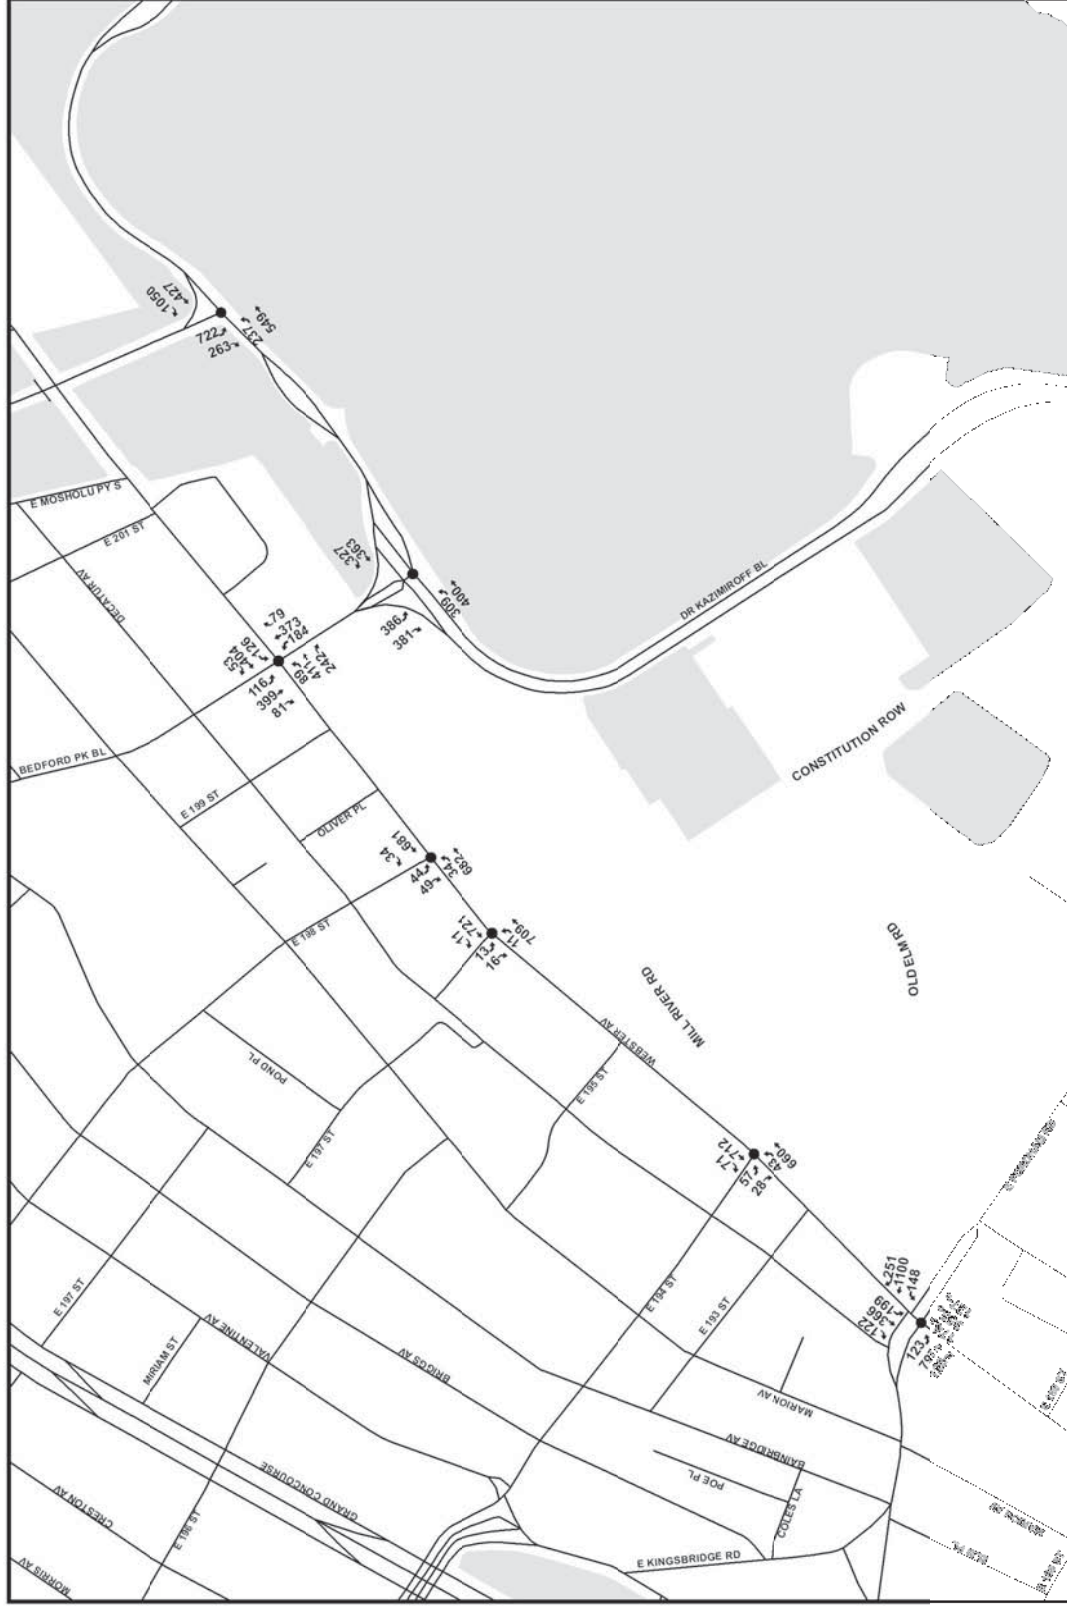 1050
427
722
263
237
549
E MOSHOLU PY S
E 201 ST
DECATOR AV
327
363
309
400
386
381
DR KAZIMIROFF BL
79
373
184
126
404
53
116
399
81
89
411
242
BEDFORD PK BL
CONSTITUTION ROW
E 199 ST
OLIVER PL
34
681
44
49
34
682
E 198 ST
11
721
13
16
11
709
OLD ELM RD
MILL RIVER RD
WEBSTER AV
POND PL
E 195 ST
E 197 ST
71
712
57
28
43
660
251
1100
148
199
366
122
123
795
E 197 ST
E 194 ST
E 193 ST
VALENTINE AV
MIRIAM ST
BRIGGS AV
MARION AV
BAINBRIDGE AV
POE PL
COLES LA
GRAND CONCOURSE
CRESTON AV
E 196 ST
MORRIS AV
E KINGSBRIDGE RD